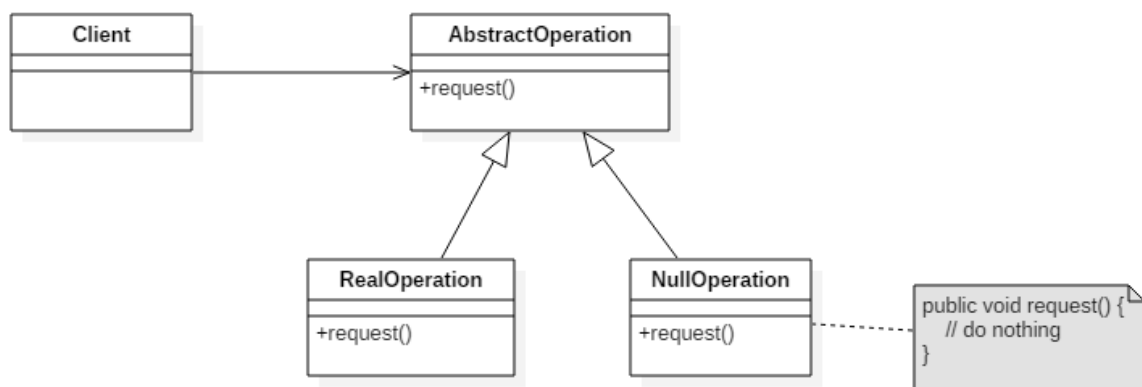 Client
AbstractOperation
+request()
RealOperation
+request()
NullOperation
+request()
public void request() {
// do nothing
}